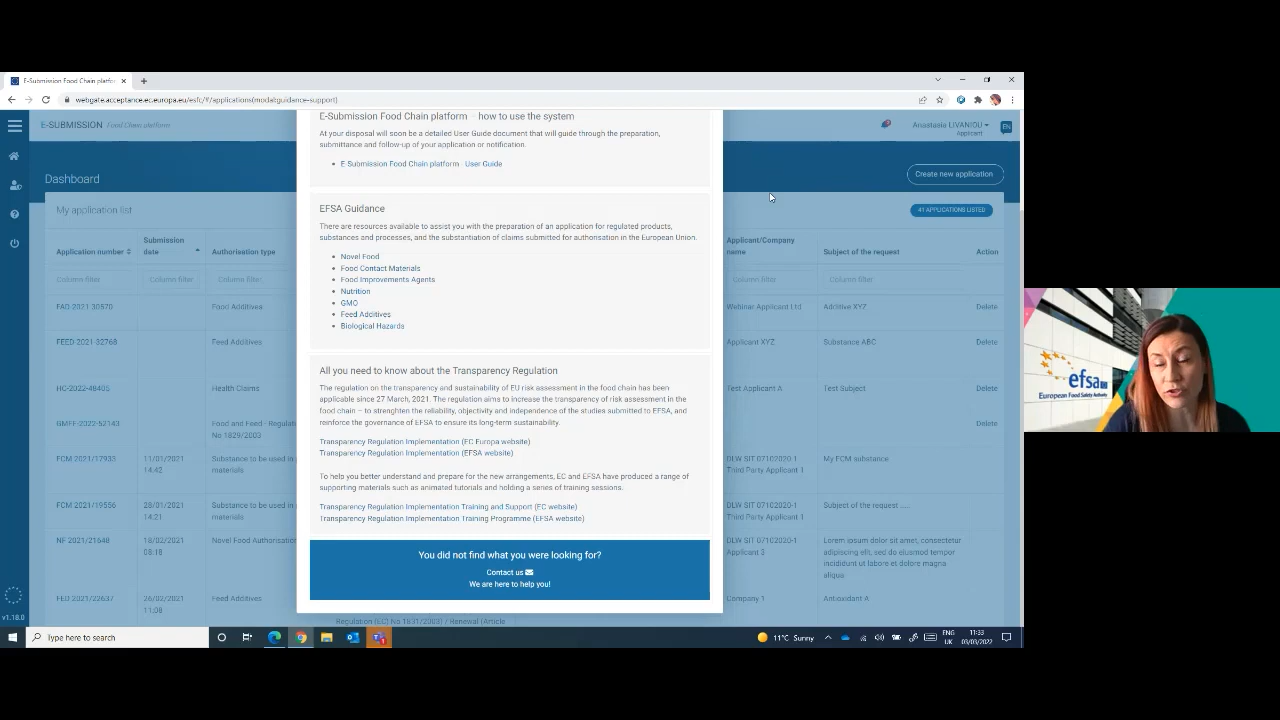 E-Submission Food Chain platfo
webgate.acceptance.ec.europa.eu/esfc/#/applications(modal:guidance-support)
E-SUBMISSION Food Chain platform
Anastasia LIVANIDU
Applicant
EN
Dashboard
Create new application
My application list
41 APPLICATIONS LISTED
Application number
Submission date
Authorisation type
Applicant/Company name
Subject of the request
Action
Column filter
Column filter
Column filter
Column filter
Column filter
FAD-2021-30570
Food Additives
Webinar Applicant Ltd
Additive XYZ
Delete
FEED-2021-32768
Feed Additives
Applicant XYZ
Substance ABC
Delete
HC-2022-48405
Health Claims
Test Applicant A
Test Subject
Delete
GMFF-2022-52143
Food and Feed - Regulati
No 1829/2003
Delete
FCM 2021/17933
11/01/2021
14:42
Substance to be used in
materials
DLW SIT 07102020-1
Third Party Applicant 1
My FCM substance
FCM 2021/19556
28/01/2021
14:21
Substance to be used in
materials
DLW SIT 07102020-1
Third Party Applicant 1
Subject of the request .....
NF 2021/21648
18/02/2021
08:18
Novel Food Authorisation
DLW SIT 07102020-1
Applicant 3
Lorem ipsum dolor sit amet, consectetur
adipiscing elit, sed do eiusmod tempor
incididunt ut labore et dolore magna
aliqua
FED 2021/22637
26/02/2021
11:08
Feed Additives
Regulation (EC) No 1831/2003) / Renewal (Article
Company 1
Antioxidant A
v1.18.0
E-Submission Food Chain platform - how to use the system
At your disposal will soon be a detailed User Guide document that will guide through the preparation,
submittance and follow-up of your application or notification.
E-Submission Food Chain platform - User Guide
EFSA Guidance
There are resources available to assist you with the preparation of an application for regulated products,
substances and processes, and the substantiation of claims submitted for authorisation in the European Union.
Novel Food
Food Contact Materials
Food Improvements Agents
Nutrition
GMO
Feed Additives
Biological Hazards
All you need to know about the Transparency Regulation
The regulation on the transparency and sustainability of EU risk assessment in the food chain has been
applicable since 27 March, 2021. The regulation aims to increase the transparency of risk assessment in the
food chain – to strengthen the reliability, objectivity and independence of the studies submitted to EFSA, and
reinforce the governance of EFSA to ensure its long-term sustainability.
Transparency Regulation Implementation (EC Europa website)
Transparency Regulation Implementation (EFSA website)
To help you better understand and prepare for the new arrangements, EC and EFSA have produced a range of
supporting materials such as animated tutorials and holding a series of training sessions.
Transparency Regulation Implementation Training and Support (EC website)
Transparency Regulation Implementation Training Programme (EFSA website)
You did not find what you were looking for?
Contact us
We are here to help you!
Type here to search
11°C Sunny
ENG
UK
11:33
03/03/2022
efsa
European Food Safety Authority